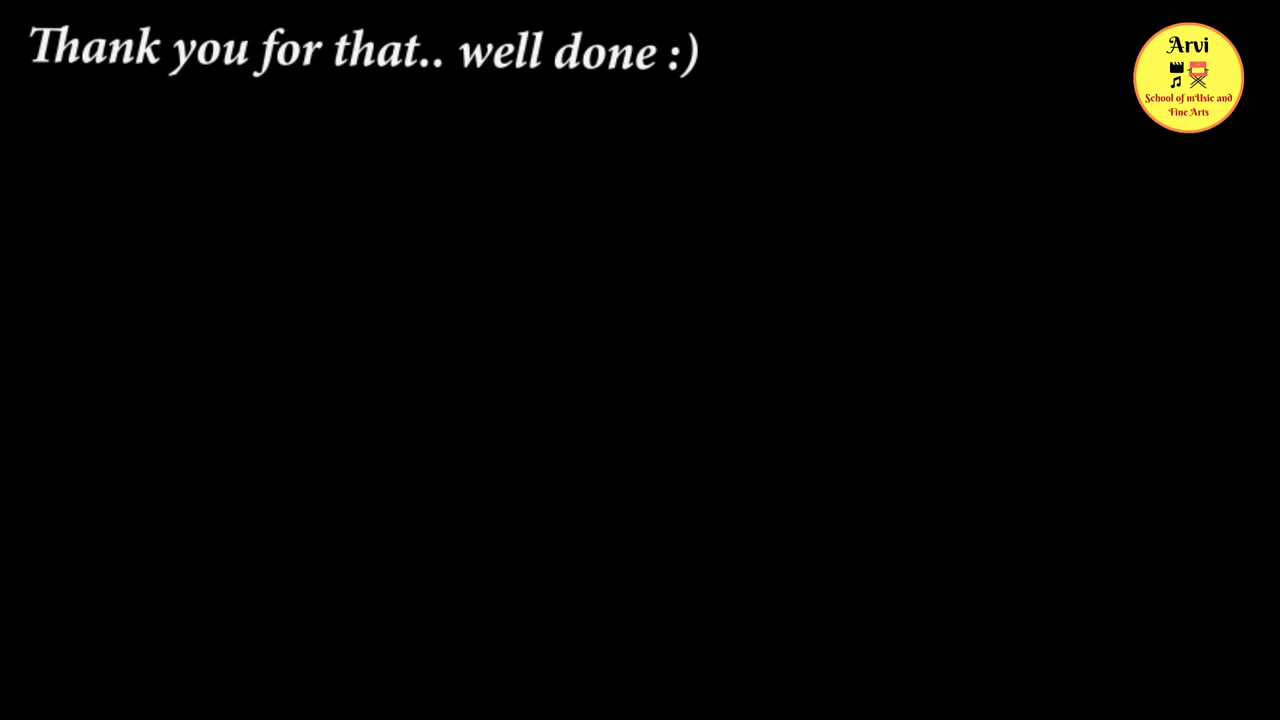 Thank you for that.. well done :)
Arvi
School of mUsic and
Fine Arts